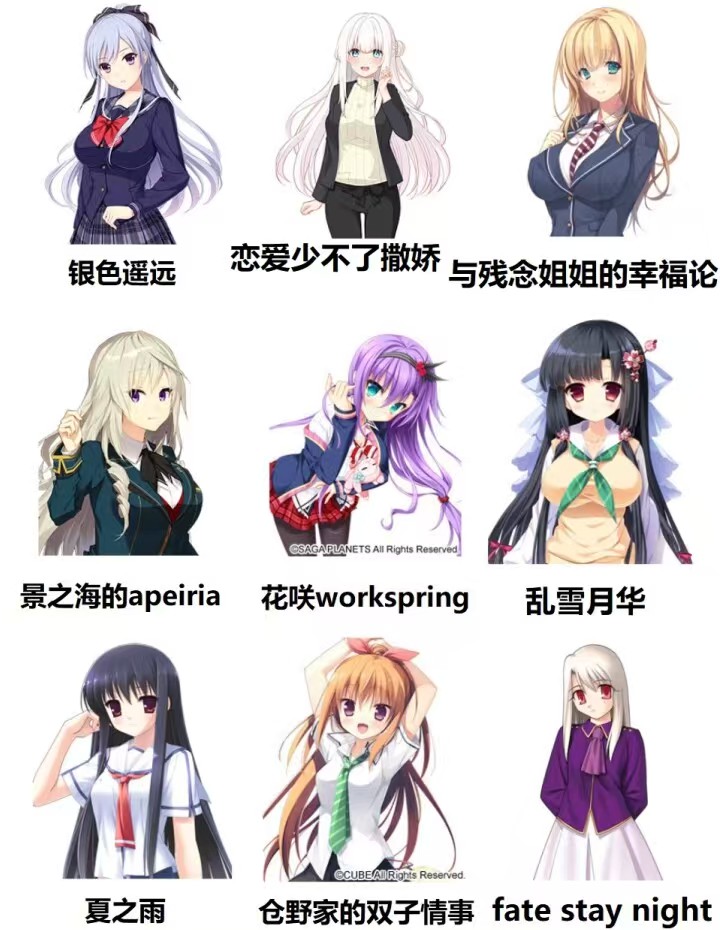 银色遥远
恋爱少不了撒娇
与残念姐姐的幸福论
©SAGA PLANETS All Rights Reserved.
景之海的apeiria
花咲workspring
乱雪月华
©CUBE All Rights Reserved.
夏之雨
仓野家的双子情事
fate stay night